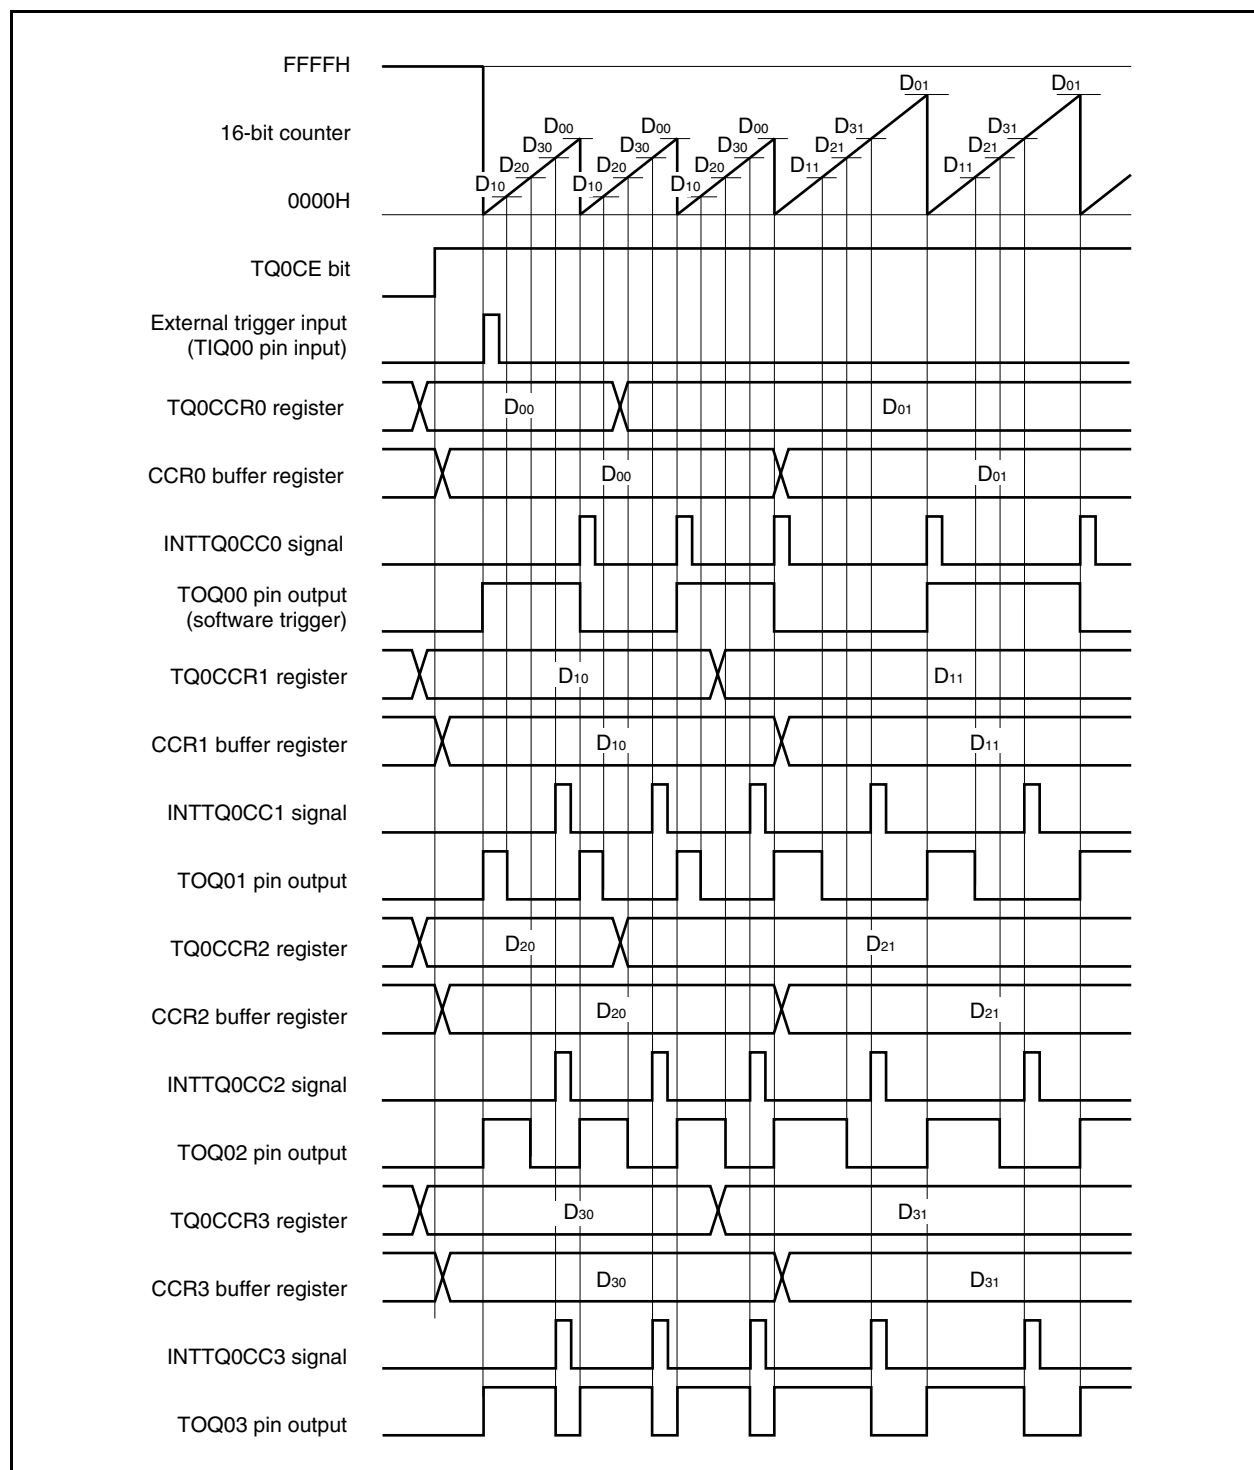 FFFFH
D01 D01
16-bit counter
D00 D00 D00 D31 D31
D30 D30 D30 D21 D21
D20 D20 D20 D11 D11
D10 D10 D10
0000H
TQ0CE bit
External trigger input
(TIQ00 pin input)
TQ0CCR0 register D00 D01
CCR0 buffer register D00 D01
INTTQ0CC0 signal
TOQ00 pin output
(software trigger)
TQ0CCR1 register D10 D11
CCR1 buffer register D10 D11
INTTQ0CC1 signal
TOQ01 pin output
TQ0CCR2 register D20 D21
CCR2 buffer register D20 D21
INTTQ0CC2 signal
TOQ02 pin output
TQ0CCR3 register D30 D31
CCR3 buffer register D30 D31
INTTQ0CC3 signal
TOQ03 pin output